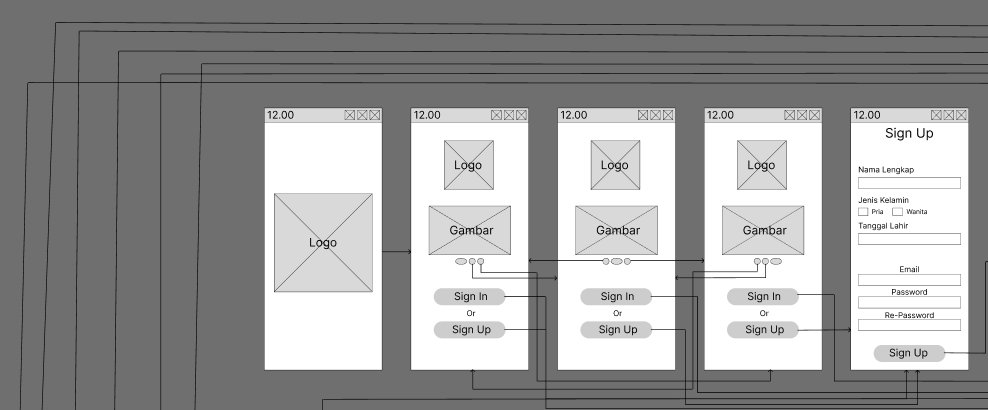 12.00
Logo
12.00
Logo
Gambar
Sign In
Or
Sign Up
12.00
Logo
Gambar
Sign In
Or
Sign Up
12.00
Logo
Gambar
Sign In
Or
Sign Up
12.00
Sign Up
Nama Lengkap
Jenis Kelamin
Pria Wanita
Tanggal Lahir
Email
Password
Re-Password
Sign Up